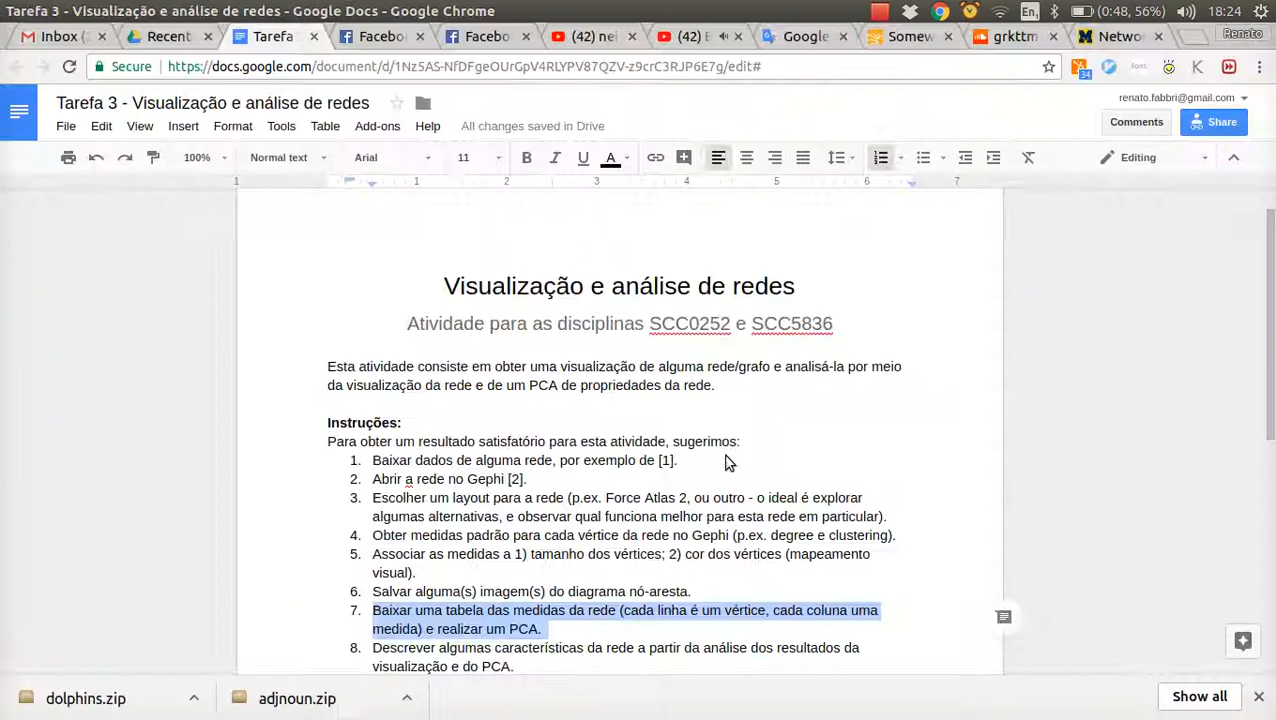 Tarefa 3 - Visualização e análise de redes - Google Docs - Google Chrome
En
(0:48, 56%)
18:24
Inbox (
Recent
Tarefa
Facebo
Facebo
(42) nei
(42) E
Google
Somew
grkttm
Netwo
Renato
Secure
https://docs.google.com/document/d/1Nz5AS-NfDFgeOUrGpV4RLYPV87QZV-z9crC3RJP6E7g/edit#
34
Tarefa 3 - Visualização e análise de redes
renato.fabbri@gmail.com
File Edit View Insert Format Tools Table Add-ons Help All changes saved in Drive
Comments
Share
100% Normal text Arial 11 B I U A Editing
1 1 2 3 4 5 6 7
Visualização e análise de redes
Atividade para as disciplinas SCC0252 e SCC5836
Esta atividade consiste em obter uma visualização de alguma rede/grafo e analisá-la por meio
da visualização da rede e de um PCA de propriedades da rede.
Instruções:
Para obter um resultado satisfatório para esta atividade, sugerimos:
1. Baixar dados de alguma rede, por exemplo de [1].
2. Abrir a rede no Gephi [2].
3. Escolher um layout para a rede (p.ex. Force Atlas 2, ou outro - o ideal é explorar
algumas alternativas, e observar qual funciona melhor para esta rede em particular).
4. Obter medidas padrão para cada vértice da rede no Gephi (p.ex. degree e clustering).
5. Associar as medidas a 1) tamanho dos vértices; 2) cor dos vértices (mapeamento
visual).
6. Salvar alguma(s) imagem(s) do diagrama nó-aresta.
7. Baixar uma tabela das medidas da rede (cada linha é um vértice, cada coluna uma
medida) e realizar um PCA.
8. Descrever algumas características da rede a partir da análise dos resultados da
visualização e do PCA.
dolphins.zip
adjnoun.zip
Show all